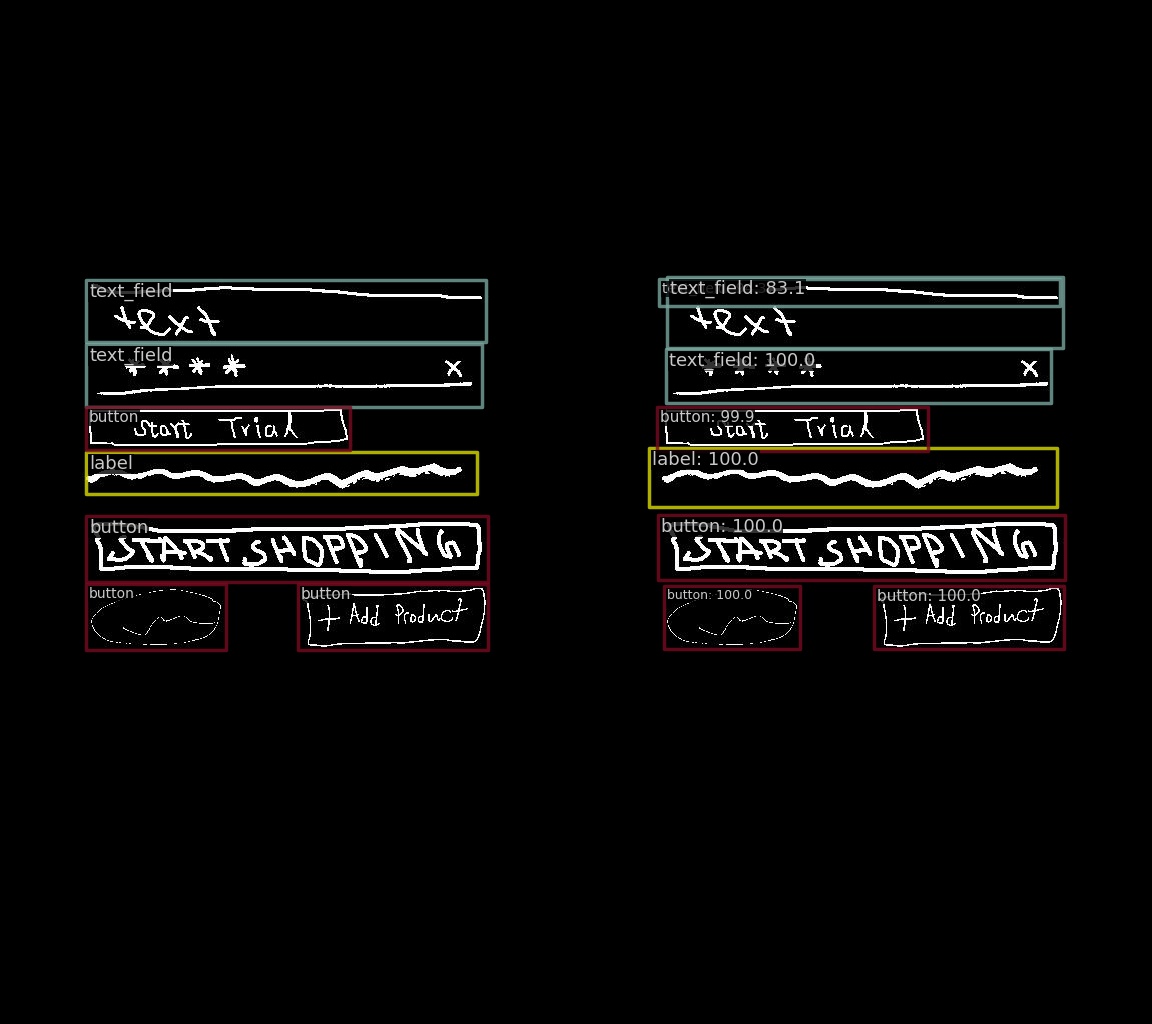 text_field text_field: 83.1
text text
text_field text_field: 100.0
* * * * x * * * * x
button button: 99.9
Start Trial Start Trial
label label: 100.0
button button: 100.0
START SHOPPING START SHOPPING
button button button: 100.0 button: 100.0
+ Add Product + Add Product